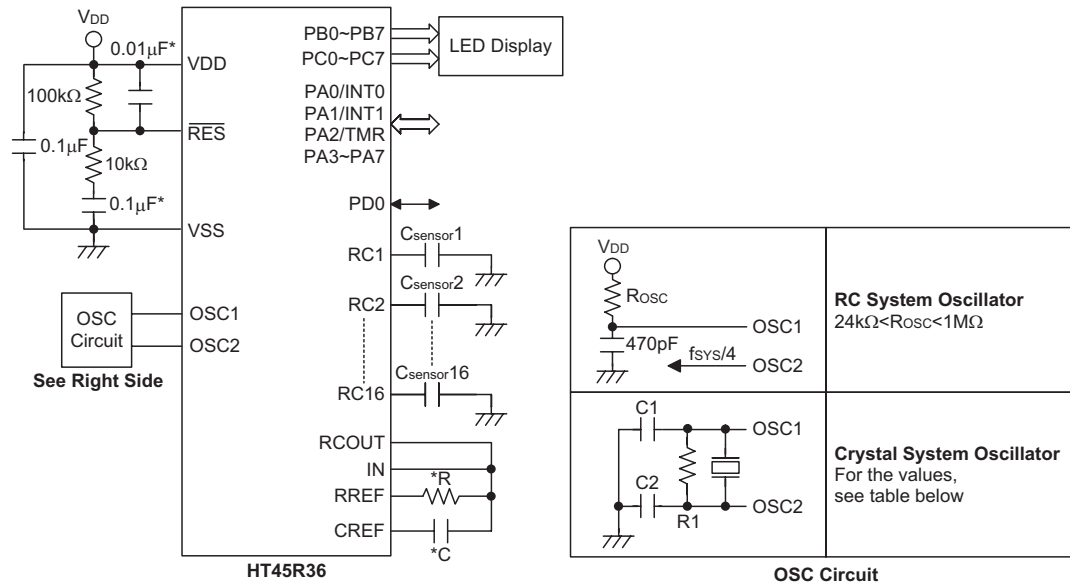 VDD
0.01μF*
VDD
100kΩ
RES
0.1μF
10kΩ
0.1μF*
VSS
OSC Circuit
OSC1
OSC2
See Right Side
PB0~PB7
PC0~PC7
LED Display
PA0/INT0
PA1/INT1
PA2/TMR
PA3~PA7
PD0
RC1
Csensor1
RC2
Csensor2
RC16
Csensor16
RCOUT
IN
RREF
*R
CREF
*C
HT45R36
VDD
ROSC
OSC1
470pF
fSYS/4
OSC2
RC System Oscillator
24kΩ<ROSC<1MΩ
C1
OSC1
C2
R1
OSC2
Crystal System Oscillator
For the values,
see table below
OSC Circuit